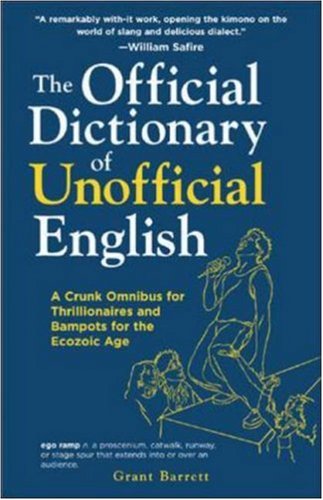 "A remarkably with-it work, opening the kimono on the
world of slang and delicious dialect."
—William Safire
The Official
Dictionary
of Unofficial
English
A Crunk Omnibus for
Thrillionaires and
Bampots for the
Ecozoic Age
ego ramp n. a proscenium, catwalk, runway,
or stage spur that extends into or over an
audience.
Grant Barrett